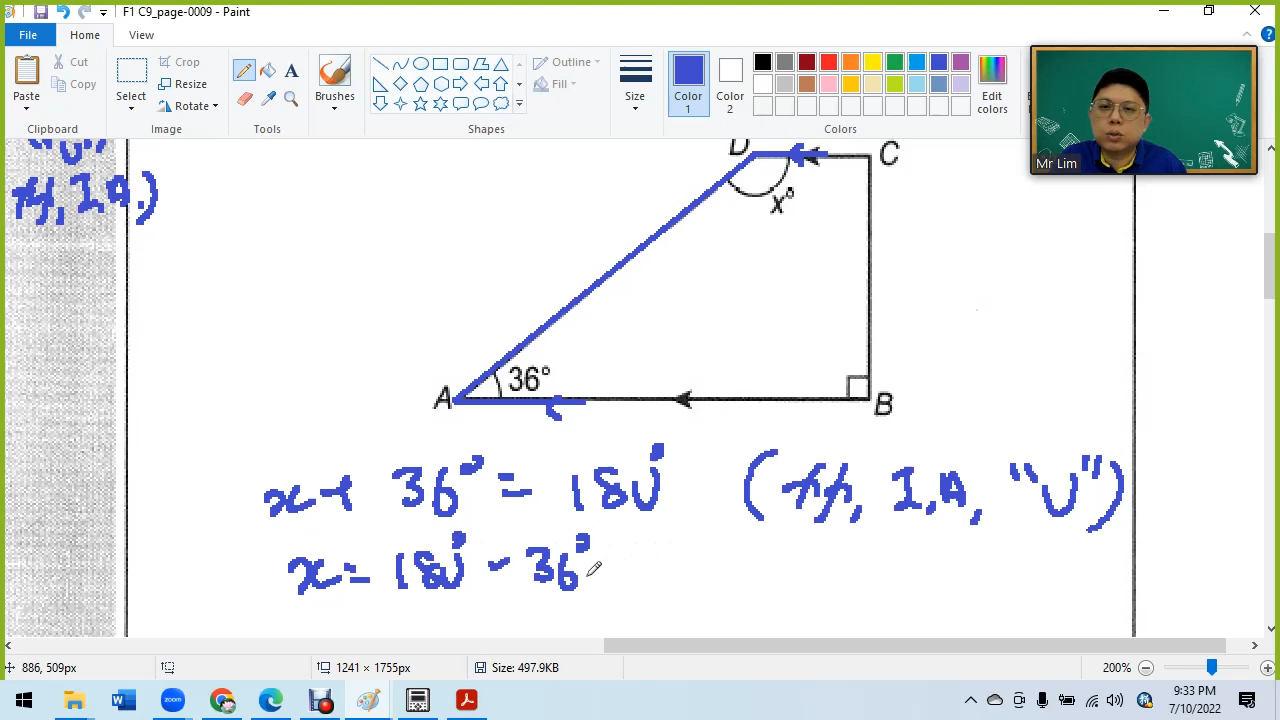 F1 C9_page-0009 - Paint
File
Home
View
Cut
Copy
Paste
Clipboard
Crop
Resize
Rotate
Select
Image
A
Tools
Brushes
Shapes
Outline
Fill
Size
Color
1
Color
2
Edit
colors
Colors
Mr Lim
D
C
x°
A
36°
B
x + 36° = 180° (//, I.A, "U")
x = 180° - 36°
886, 509px
1241 × 1755px
Size: 497.9KB
200%
zoom
9:33 PM
7/10/2022